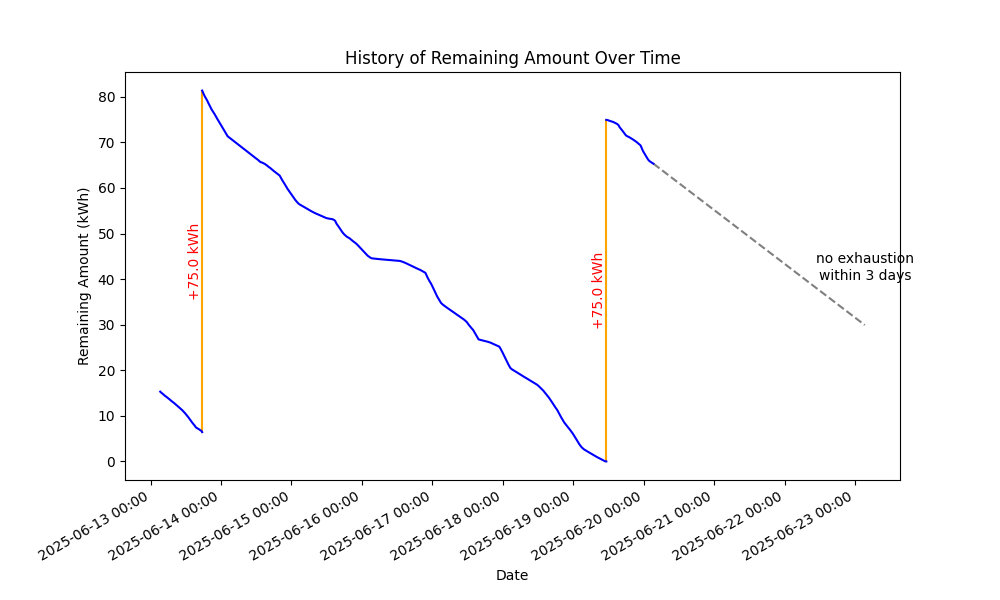 History of Remaining Amount Over Time
Remaining Amount (kWh)
80
70
60
50
40
30
20
10
0
+75.0 kWh
+75.0 kWh
no exhaustion
within 3 days
2025-06-13 00:00
2025-06-14 00:00
2025-06-15 00:00
2025-06-16 00:00
2025-06-17 00:00
2025-06-18 00:00
2025-06-19 00:00
2025-06-20 00:00
2025-06-21 00:00
2025-06-22 00:00
2025-06-23 00:00
Date